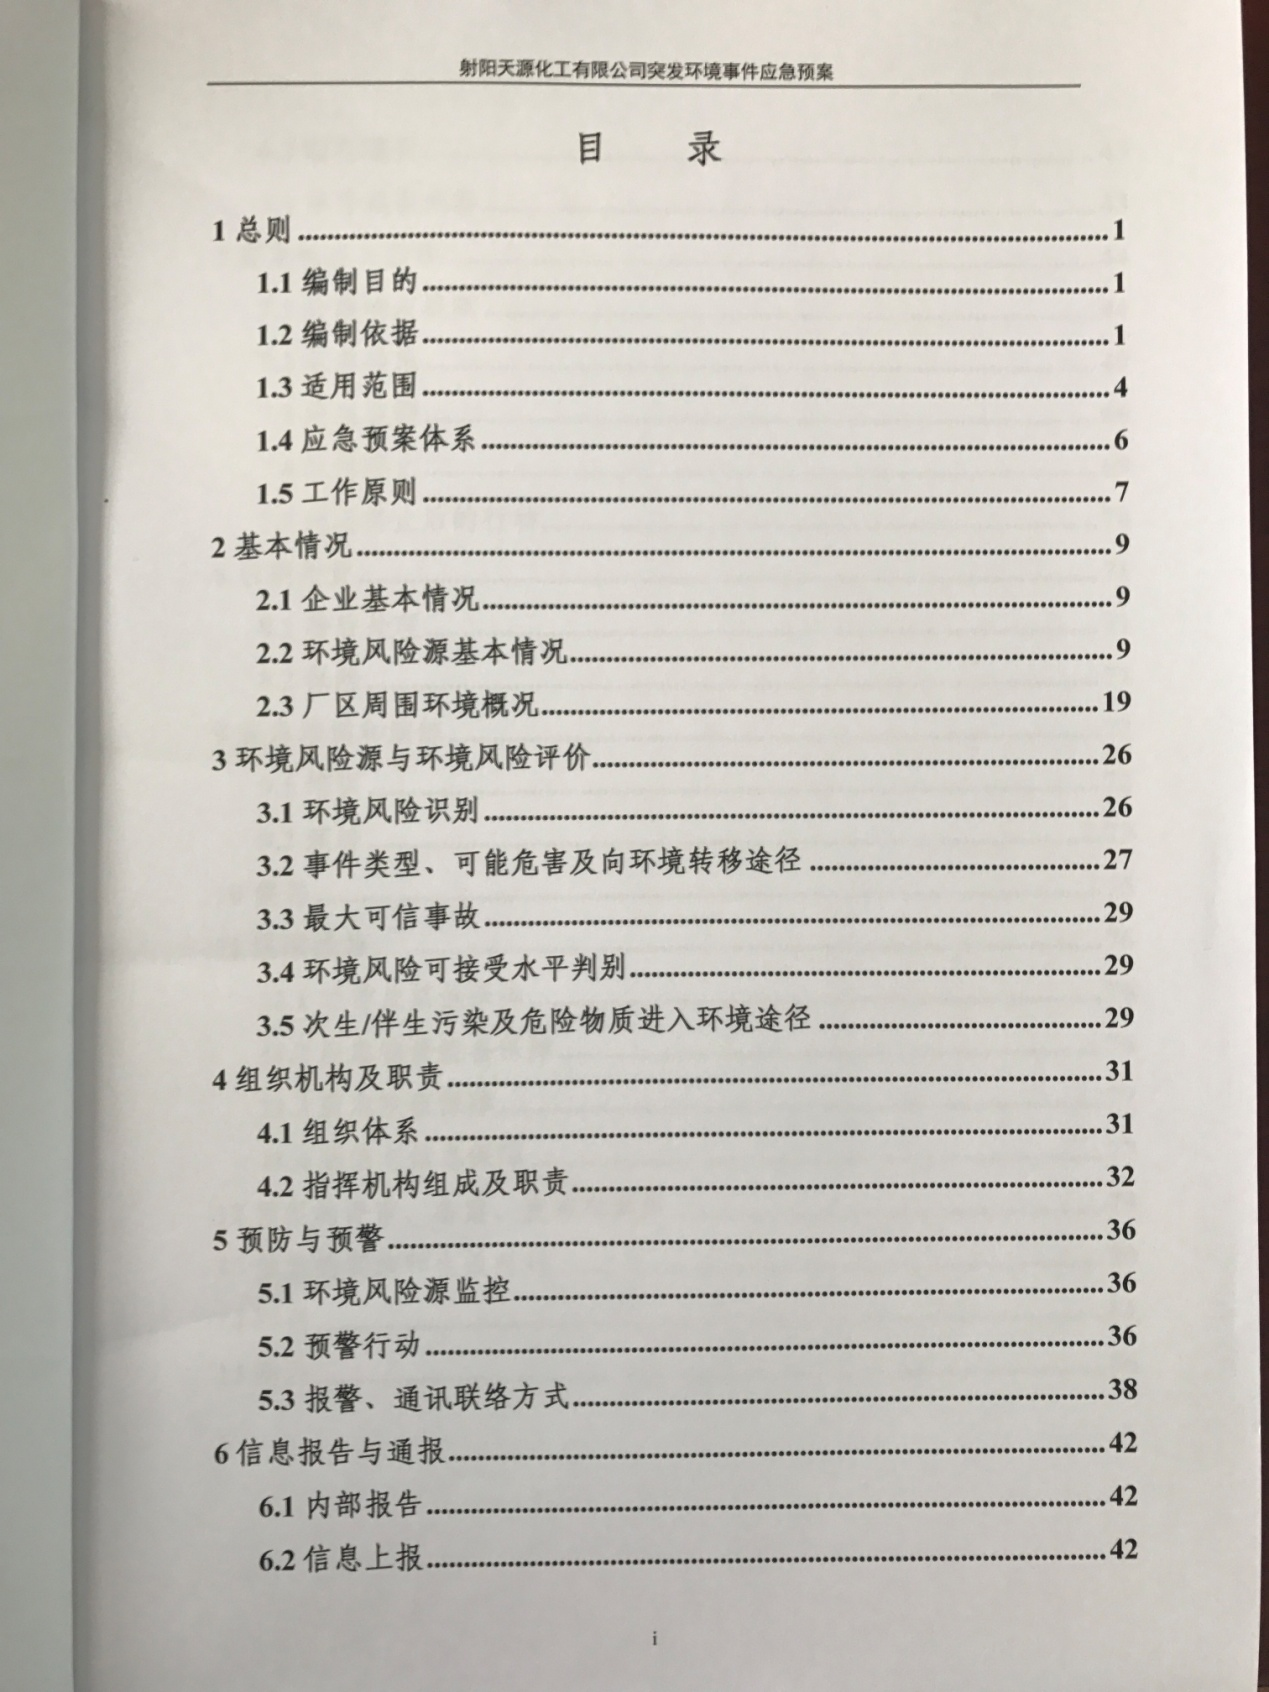 射阳天源化工有限公司突发环境事件应急预案
目 录
1 总则........1
1.1 编制目的........1
1.2 编制依据........1
1.3 适用范围........4
1.4 应急预案体系........6
1.5 工作原则........7
2 基本情况........9
2.1 企业基本情况........9
2.2 环境风险源基本情况........9
2.3 厂区周围环境概况........19
3 环境风险源与环境风险评价........26
3.1 环境风险识别........26
3.2 事件类型、可能危害及向环境转移途径........27
3.3 最大可信事故........29
3.4 环境风险可接受水平判别........29
3.5 次生/伴生污染及危险物质进入环境途径........29
4 组织机构及职责........31
4.1 组织体系........31
4.2 指挥机构组成及职责........32
5 预防与预警........36
5.1 环境风险源监控........36
5.2 预警行动........36
5.3 报警、通讯联络方式........38
6 信息报告与通报........42
6.1 内部报告........42
6.2 信息上报........42
i